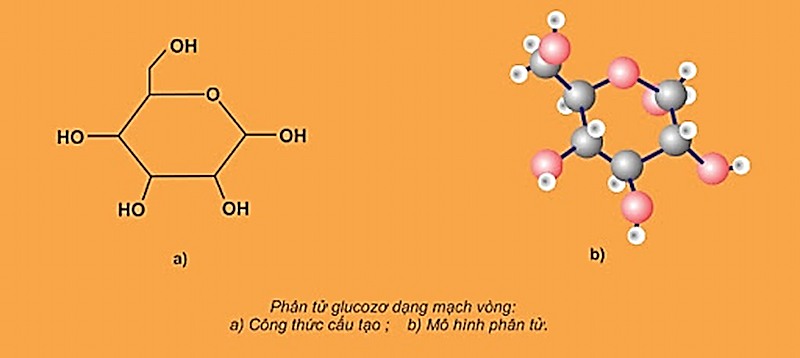 OH
O
HO
OH
HO
OH
a)
b)
Phân tử glucozơ dạng mạch vòng:
a) Công thức cấu tạo ; b) Mô hình phân tử.